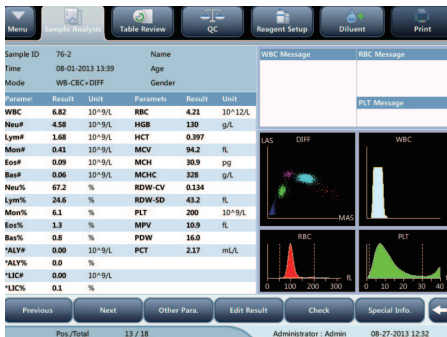 Menu
Sample Analysis
Table Review
QC
Reagent Setup
Diluent
Print
Sample ID 76-2 Name
Time 08-01-2013 13:39 Age
Mode WB-CBC+DIFF Gender
WBC Message RBC Message
PLT Message
Parame Result Unit Paramete Result Unit
WBC 6.82 10^9/L RBC 4.21 10^12/L
Neu# 4.58 10^9/L HGB 130 g/L
Lym# 1.68 10^9/L HCT 0.397
Mon# 0.41 10^9/L MCV 94.2 fL
Eos# 0.09 10^9/L MCH 30.9 pg
Bas# 0.06 10^9/L MCHC 328 g/L
Neu% 67.2 % RDW-CV 0.134
Lym% 24.6 % RDW-SD 43.2 fL
Mon% 6.1 % PLT 200 10^9/L
Eos% 1.3 % MPV 10.9 fL
Bas% 0.8 % PDW 16.0
*ALY# 0.00 10^9/L PCT 2.17 mL/L
*ALY% 0.0 %
*LIC# 0.00 10^9/L
*LIC% 0.1 %
LAS DIFF
MAS
WBC
RBC
0 100 200 300 fL
PLT
0 10 20 30 40
Previous
Next
Other Para.
Edit Result
Check
Special Info.
Pos./Total 13 / 18 Administrator : Admin 08-27-2013 12:32